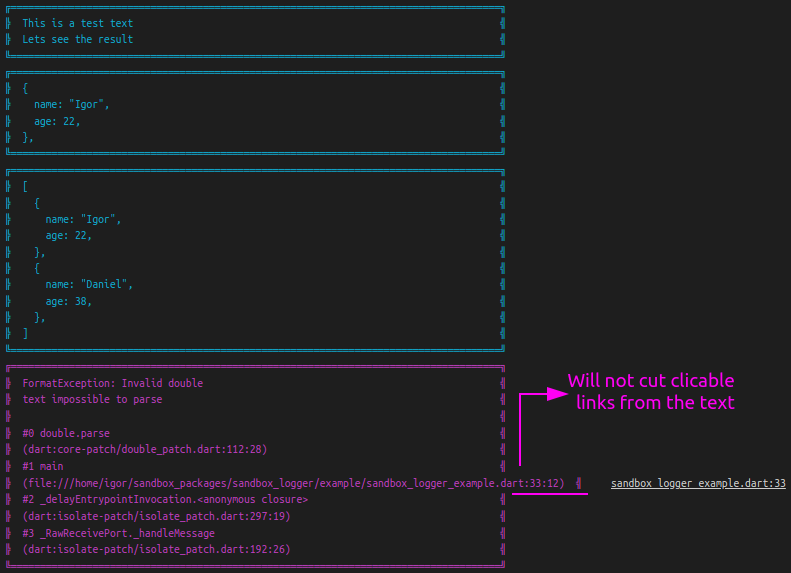 This is a test text
Lets see the result
{
name: "Igor",
age: 22,
},
[
{
name: "Igor",
age: 22,
},
{
name: "Daniel",
age: 38,
},
]
FormatException: Invalid double
text impossible to parse
#0 double.parse
(dart:core-patch/double_patch.dart:112:28)
#1 main
(file:///home/igor/sandbox_packages/sandbox_logger/example/sandbox_logger_example.dart:33:12)
sandbox_logger_example.dart:33
#2 _delayEntrypointInvocation.<anonymous closure>
(dart:isolate-patch/isolate_patch.dart:297:19)
#3 _RawReceivePort._handleMessage
(dart:isolate-patch/isolate_patch.dart:192:26)
Will not cut clicable
links from the text